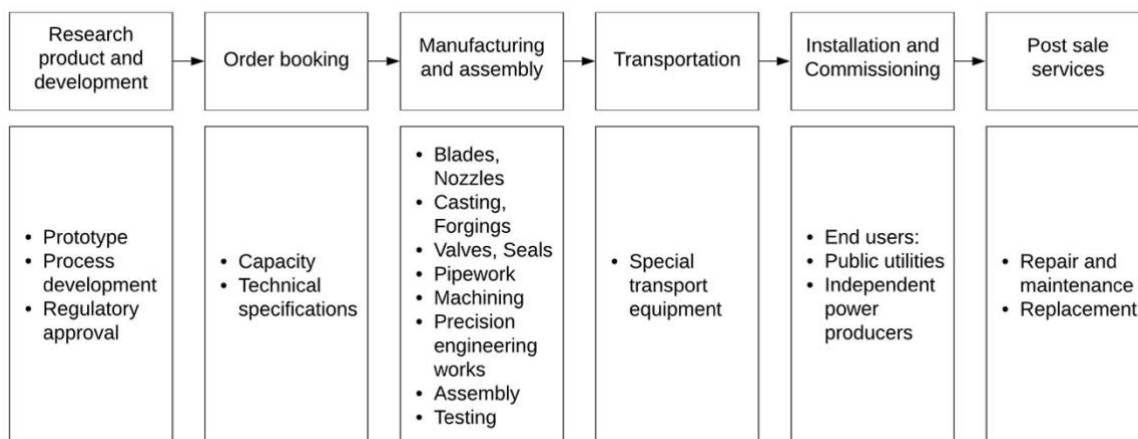 Research
product and
development
Order booking
Manufacturing
and assembly
Transportation
Installation and
Commissioning
Post sale
services
• Prototype
• Process
development
• Regulatory
approval
• Capacity
• Technical
specifications
• Blades,
Nozzles
• Casting,
Forgings
• Valves, Seals
• Pipework
• Machining
• Precision
engineering
works
• Assembly
• Testing
• Special
transport
equipment
• End users:
• Public utilities
• Independent
power
producers
• Repair and
maintenance
• Replacement